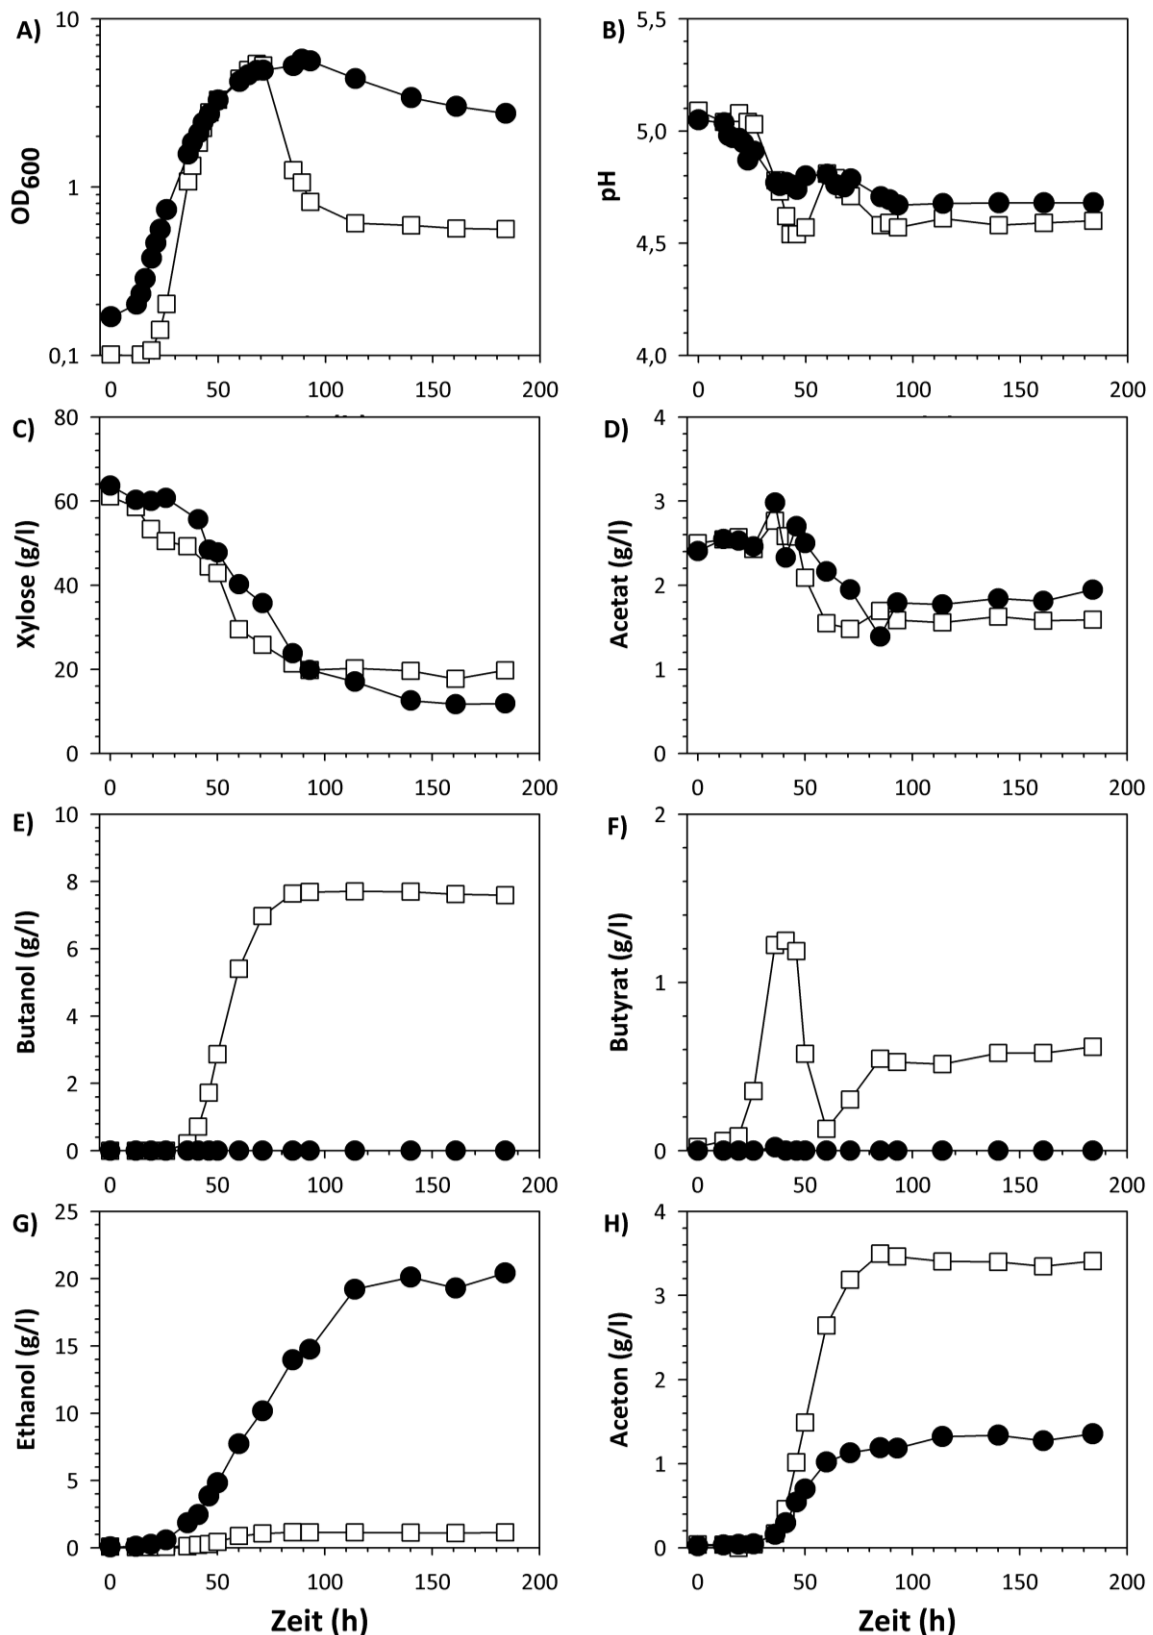 A)
OD600
10
1
0,1
0 50 100 150 200
B)
pH
5,5
5,0
4,5
4,0
0 50 100 150 200
C)
Xylose (g/l)
80
60
40
20
0
0 50 100 150 200
D)
Acetat (g/l)
4
3
2
1
0
0 50 100 150 200
E)
Butanol (g/l)
10
8
6
4
2
0
0 50 100 150 200
F)
Butyrat (g/l)
2
1
0
0 50 100 150 200
G)
Ethanol (g/l)
25
20
15
10
5
0
0 50 100 150 200
Zeit (h)
H)
Aceton (g/l)
4
3
2
1
0
0 50 100 150 200
Zeit (h)